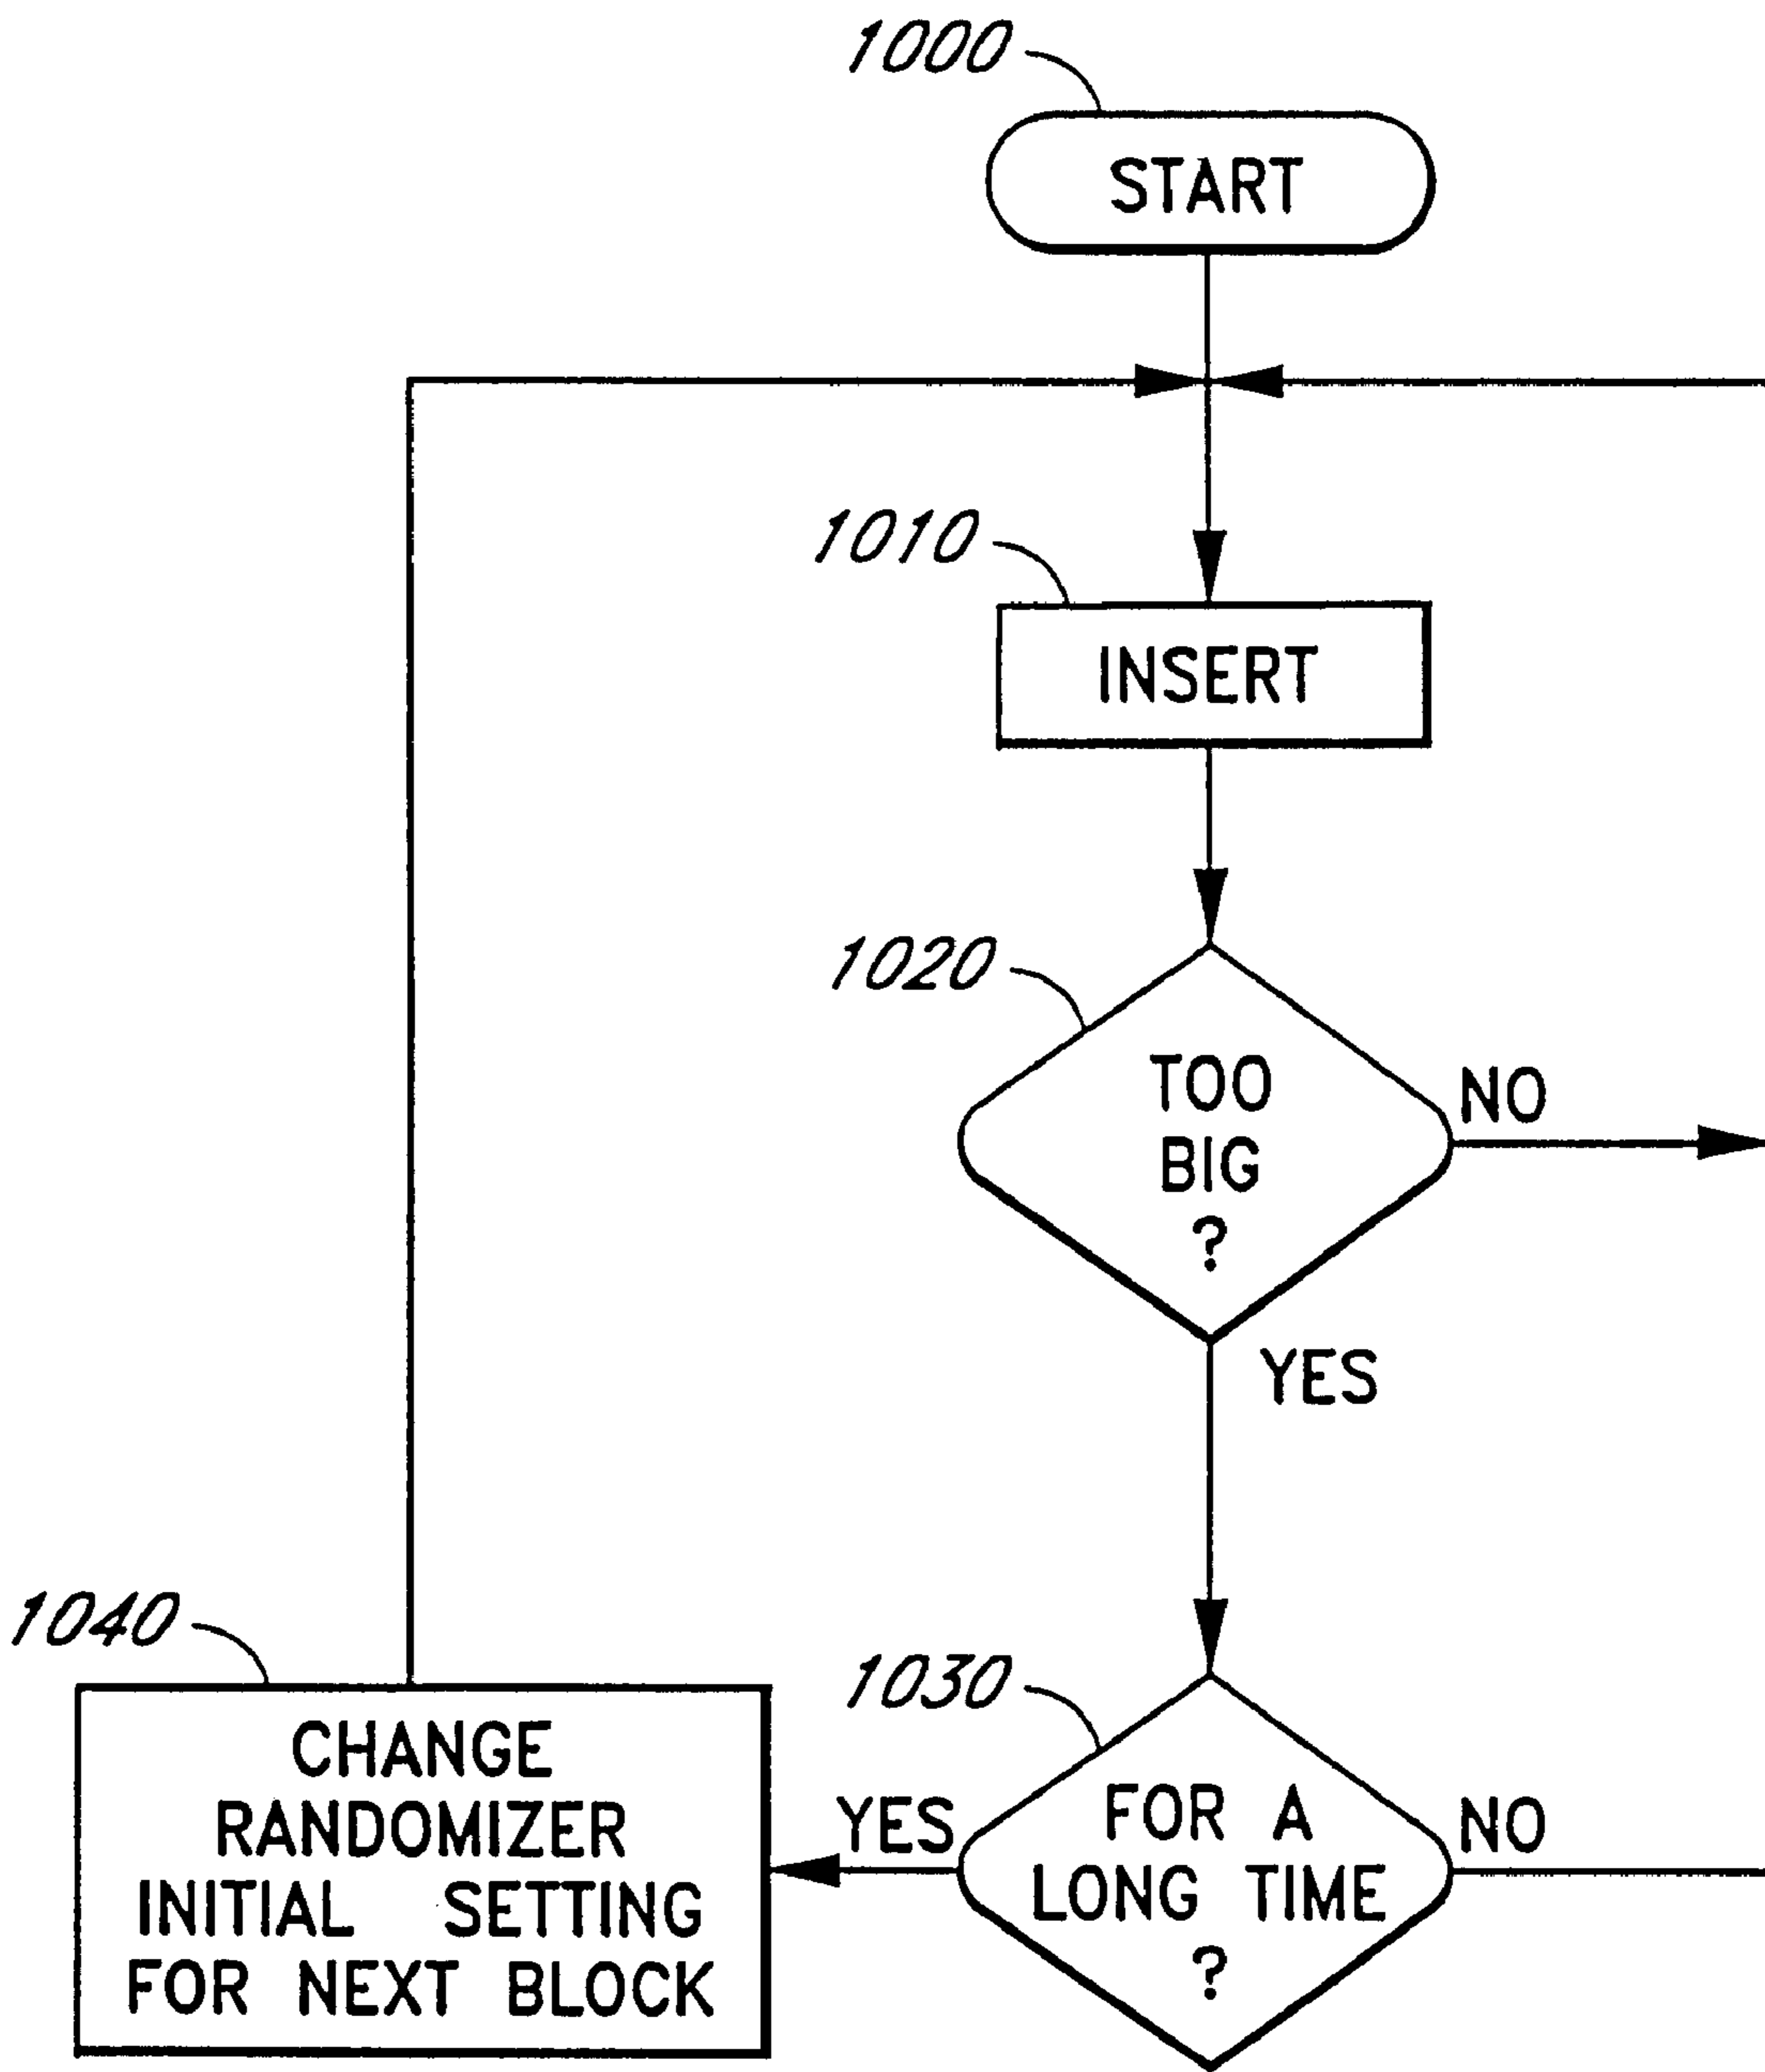 1000
START
1010
INSERT
1020
TOO
BIG
?
NO
YES
1040
1030
CHANGE
RANDOMIZER
INITIAL SETTING
FOR NEXT BLOCK
YES
FOR A
LONG TIME
?
NO